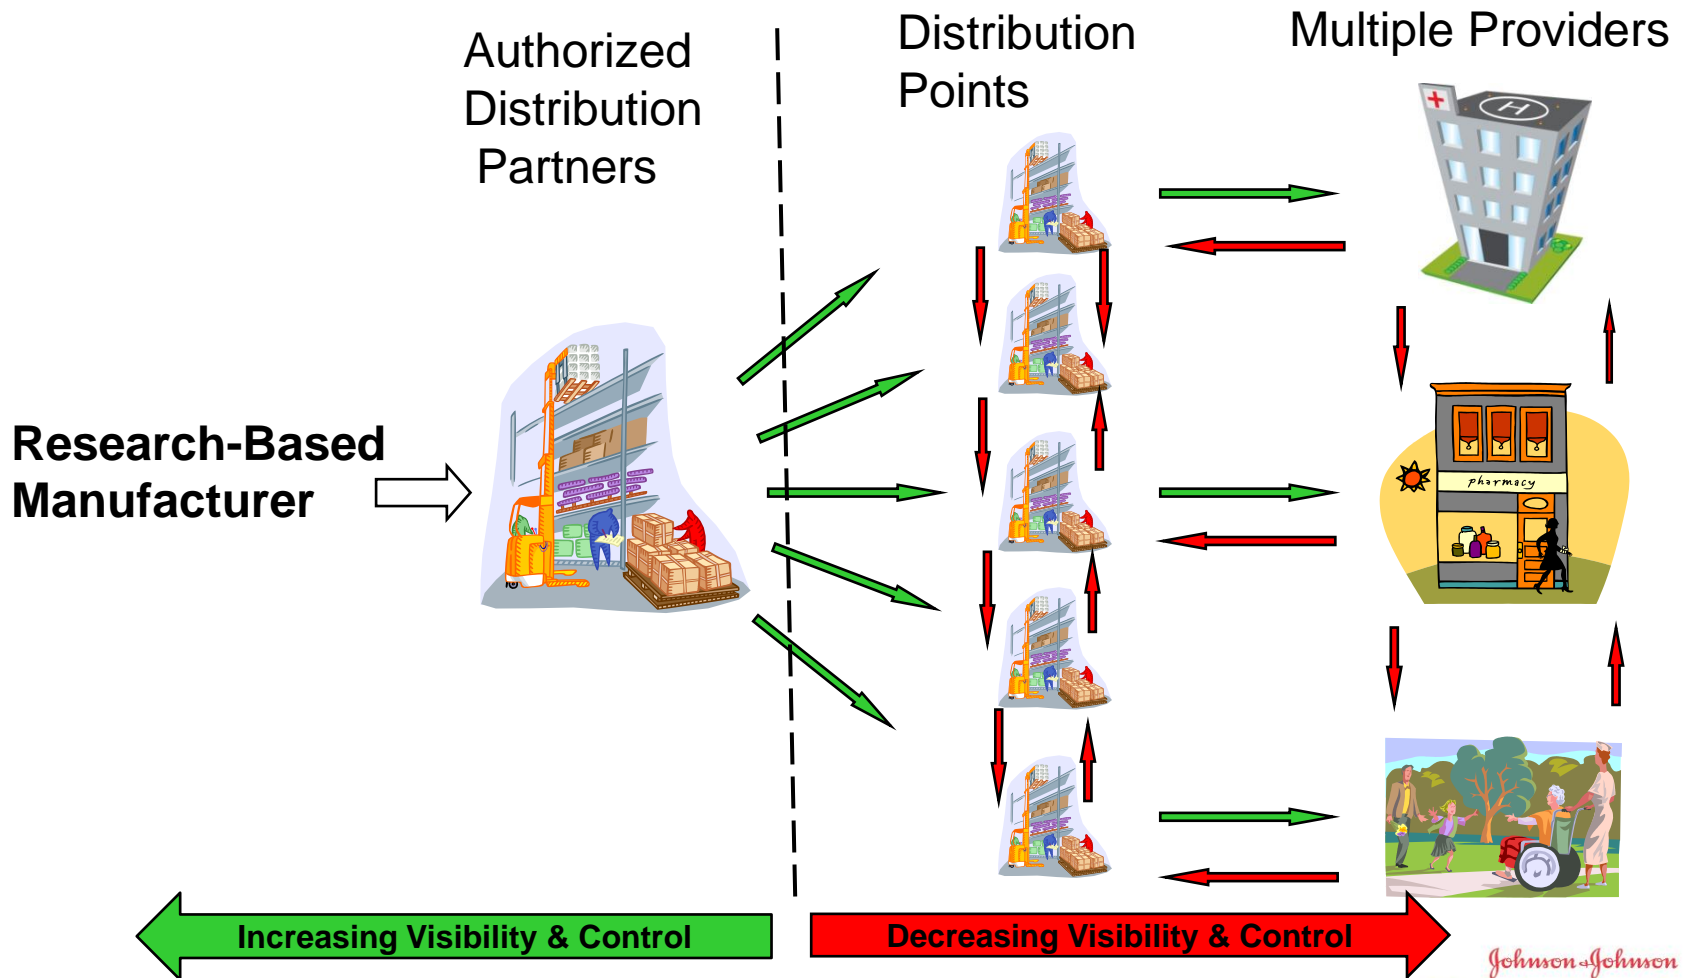 Authorized
Distribution
Partners
Distribution
Points
Multiple Providers
H
Research-Based
Manufacturer
pharmacy
Increasing Visibility & Control
Decreasing Visibility & Control
Johnson & Johnson